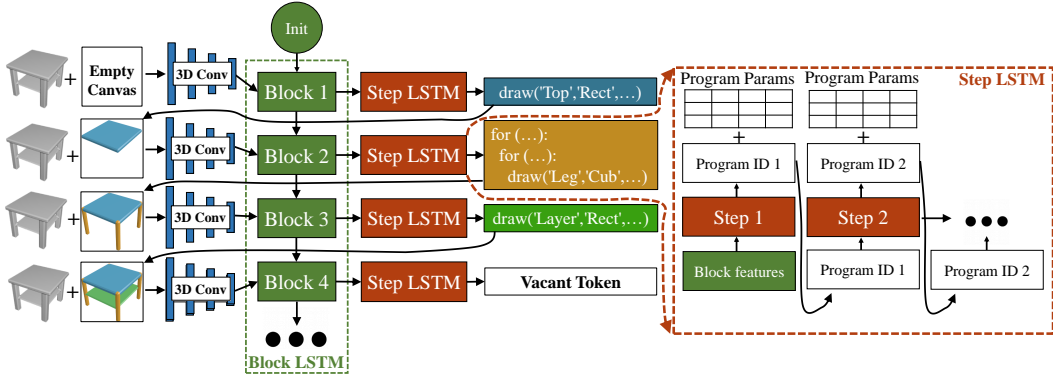 Init
+
Empty
Canvas
3D Conv
Block 1
Step LSTM
draw('Top','Rect',…)
+
3D Conv
Block 2
Step LSTM
for (…):
for (…):
draw('Leg','Cub',…)
+
3D Conv
Block 3
Step LSTM
draw('Layer','Rect',…)
+
3D Conv
Block 4
Step LSTM
Vacant Token
Block LSTM
Program Params
Program Params
Step LSTM
+
+
Program ID 1
Program ID 2
Step 1
Step 2
Block features
Program ID 1
Program ID 2